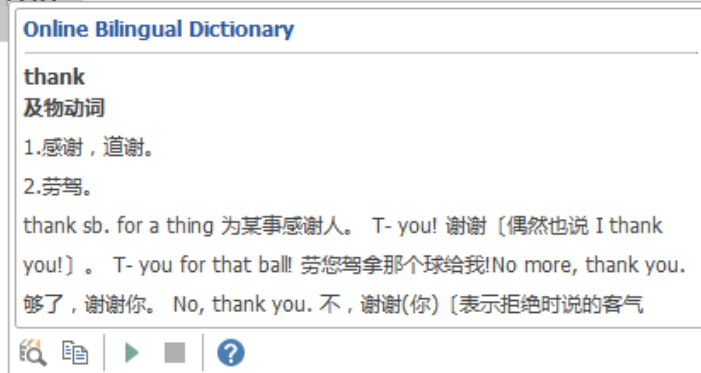 Online Bilingual Dictionary
thank
及物动词
1.感谢，道谢。
2.劳驾。
thank sb. for a thing 为某事感谢人。 T- you! 谢谢〔偶然也说 I thank
you!〕。 T- you for that ball! 劳您驾拿那个球给我!No more, thank you.
够了，谢谢你。 No, thank you. 不，谢谢(你)〔表示拒绝时说的客气